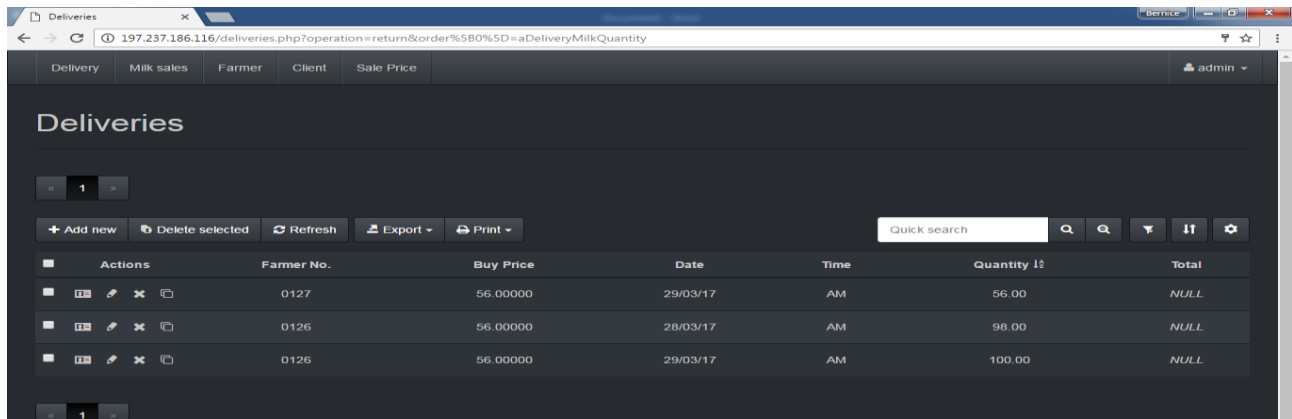 Deliveries
Bernice
197.237.186.116/deliveries.php?operation=return&order%5B0%5D=aDeliveryMilkQuantity
Delivery Milk sales Farmer Client Sale Price admin
Deliveries
« 1 »
Add new Delete selected Refresh Export Print Quick search
Actions Farmer No. Buy Price Date Time Quantity Total
0127 56.00000 29/03/17 AM 56.00 NULL
0126 56.00000 28/03/17 AM 98.00 NULL
0126 56.00000 29/03/17 AM 100.00 NULL
« 1 »